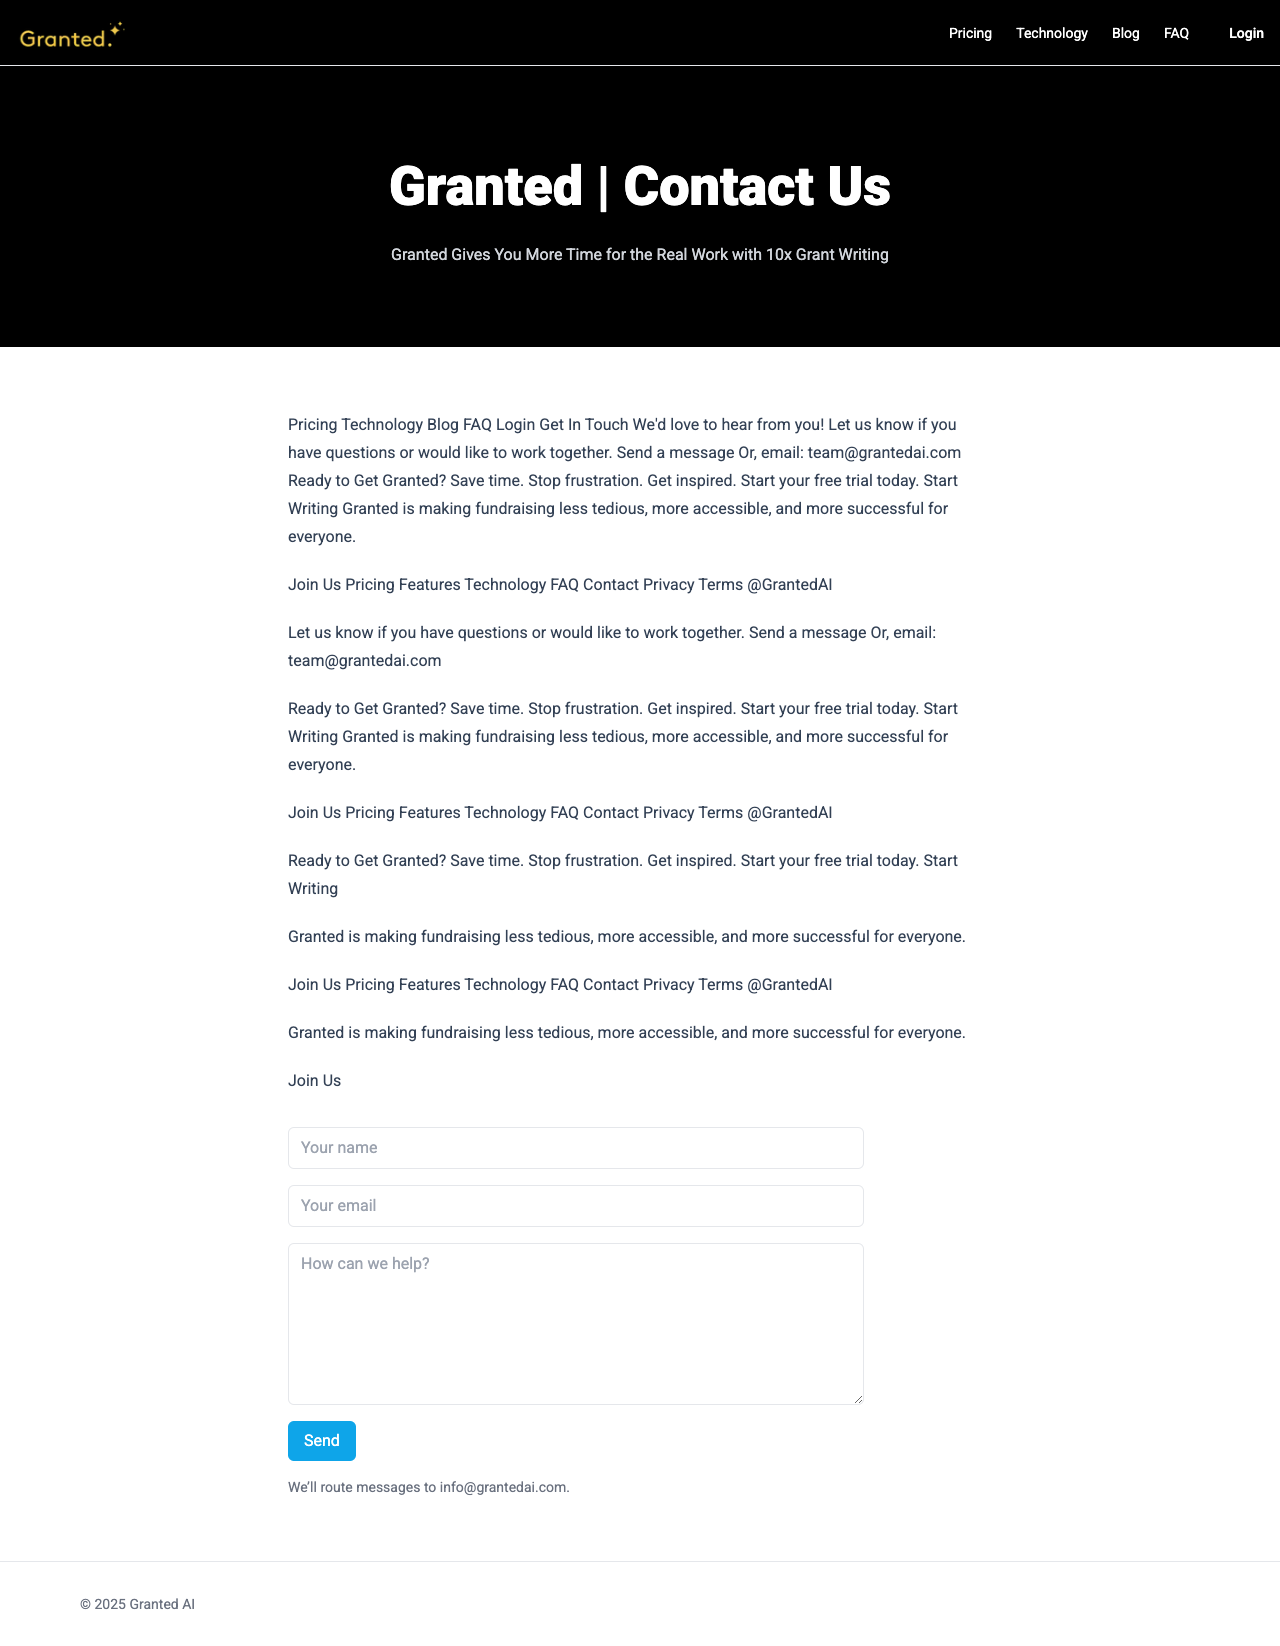 Granted.
Pricing Technology Blog FAQ Login
Granted | Contact Us
Granted Gives You More Time for the Real Work with 10x Grant Writing
Pricing Technology Blog FAQ Login Get In Touch We'd love to hear from you! Let us know if you
have questions or would like to work together. Send a message Or, email: team@grantedai.com
Ready to Get Granted? Save time. Stop frustration. Get inspired. Start your free trial today. Start
Writing Granted is making fundraising less tedious, more accessible, and more successful for
everyone.
Join Us Pricing Features Technology FAQ Contact Privacy Terms @GrantedAI
Let us know if you have questions or would like to work together. Send a message Or, email:
team@grantedai.com
Ready to Get Granted? Save time. Stop frustration. Get inspired. Start your free trial today. Start
Writing Granted is making fundraising less tedious, more accessible, and more successful for
everyone.
Join Us Pricing Features Technology FAQ Contact Privacy Terms @GrantedAI
Ready to Get Granted? Save time. Stop frustration. Get inspired. Start your free trial today. Start
Writing
Granted is making fundraising less tedious, more accessible, and more successful for everyone.
Join Us Pricing Features Technology FAQ Contact Privacy Terms @GrantedAI
Granted is making fundraising less tedious, more accessible, and more successful for everyone.
Join Us
Your name
Your email
How can we help?
Send
We’ll route messages to info@grantedai.com.
© 2025 Granted AI